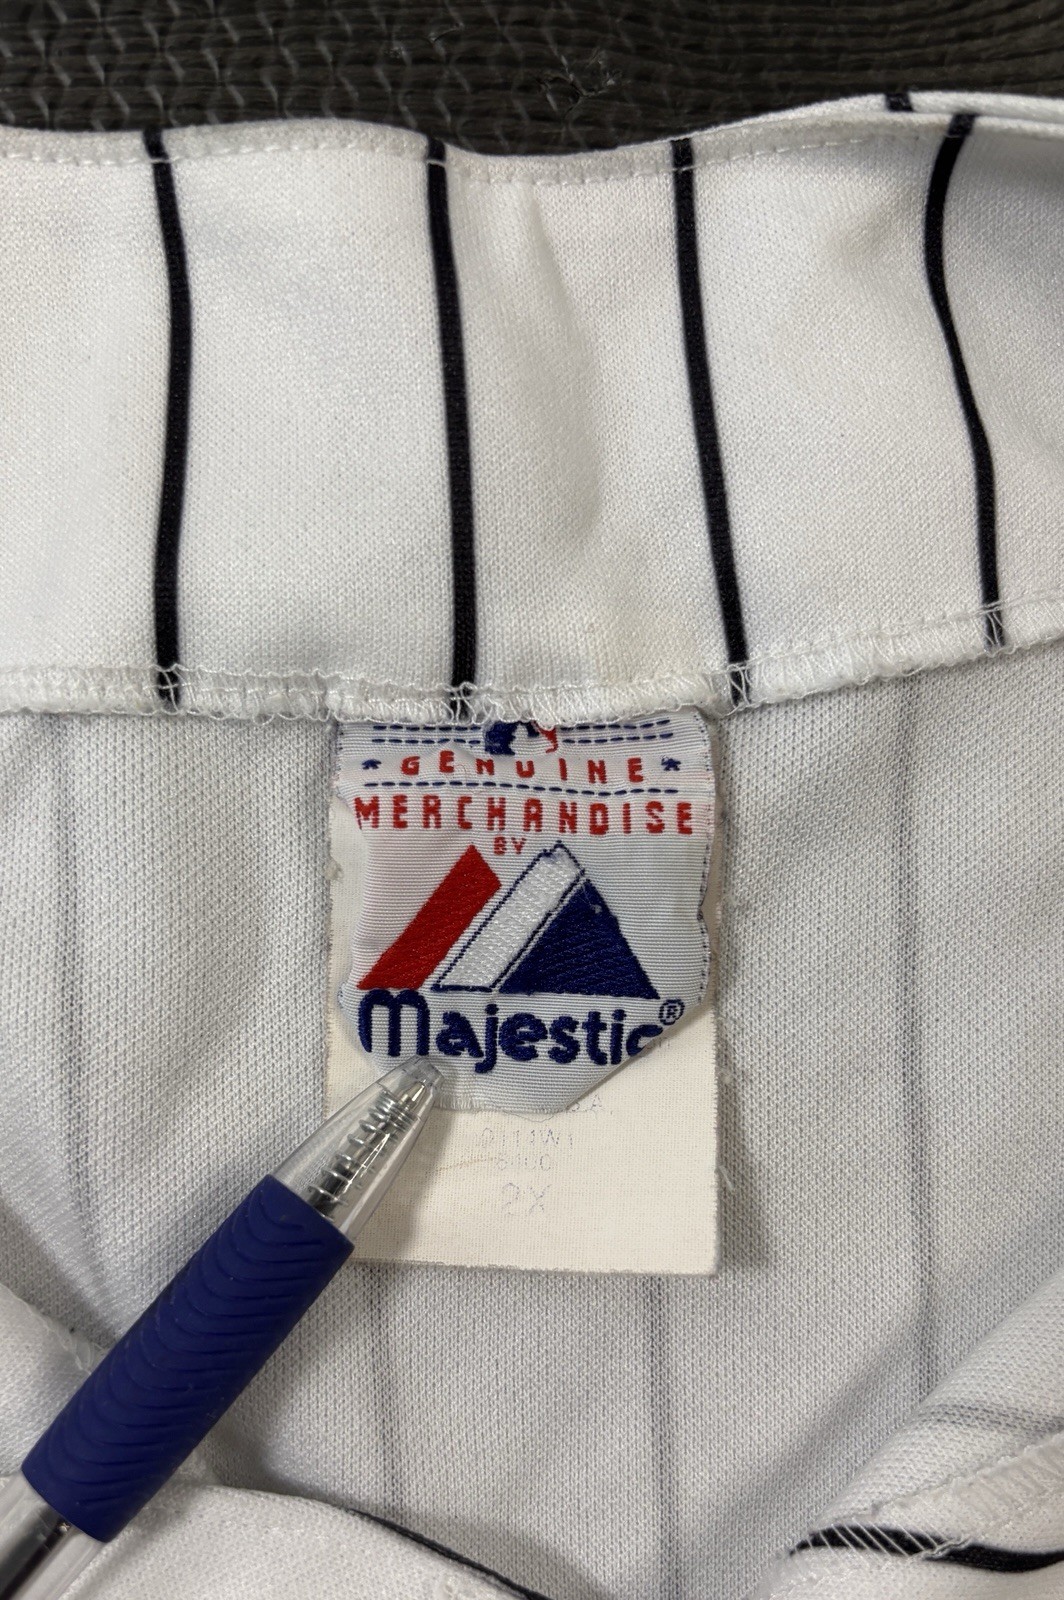 * GENUINE *
MERCHANDISE
BY
Majestic®
S.A.
2X